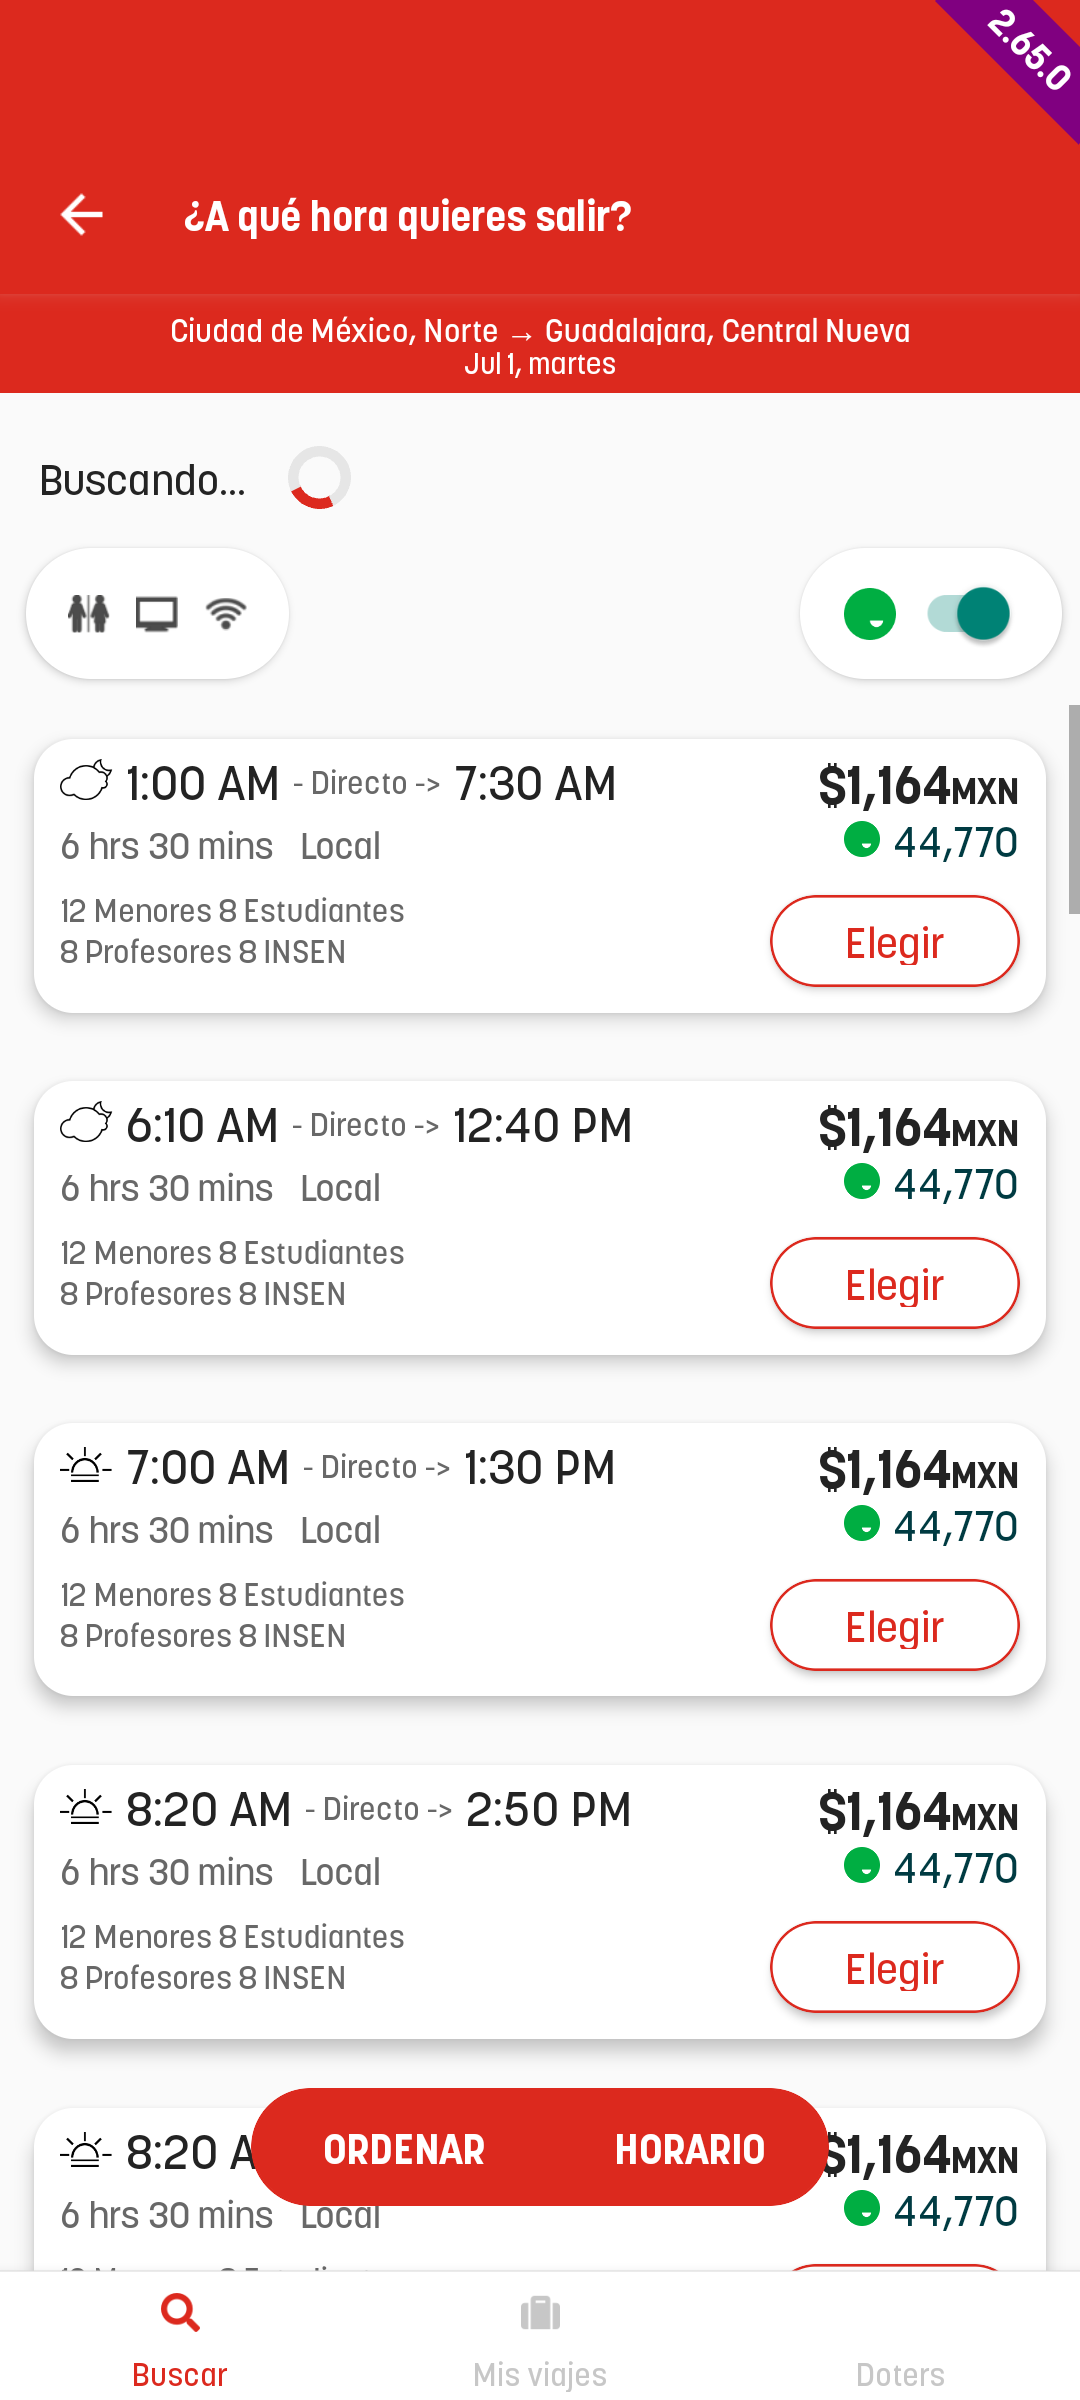 2.65.0
¿A qué hora quieres salir?
Ciudad de México, Norte → Guadalajara, Central Nueva
Jul 1, martes
Buscando...
1:00 AM - Directo -> 7:30 AM $1,164MXN
6 hrs 30 mins Local 44,770
12 Menores 8 Estudiantes
8 Profesores 8 INSEN
Elegir
6:10 AM - Directo -> 12:40 PM $1,164MXN
6 hrs 30 mins Local 44,770
12 Menores 8 Estudiantes
8 Profesores 8 INSEN
Elegir
7:00 AM - Directo -> 1:30 PM $1,164MXN
6 hrs 30 mins Local 44,770
12 Menores 8 Estudiantes
8 Profesores 8 INSEN
Elegir
8:20 AM - Directo -> 2:50 PM $1,164MXN
6 hrs 30 mins Local 44,770
12 Menores 8 Estudiantes
8 Profesores 8 INSEN
Elegir
8:20 A $1,164MXN
ORDENAR HORARIO
6 hrs 30 mins Local 44,770
Buscar Mis viajes Doters